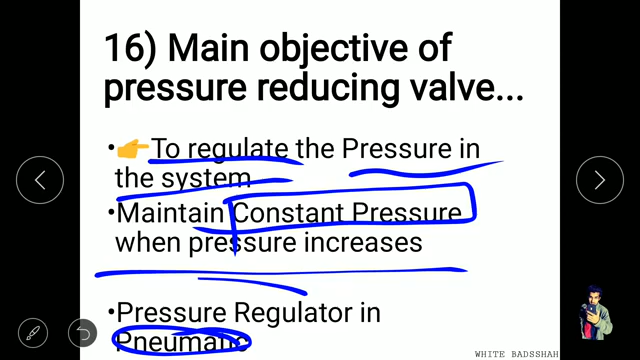 16) Main objective of
pressure reducing valve...
•👉To regulate the Pressure in
the system
•Maintain Constant Pressure
when pressure increases
•Pressure Regulator in
Pneumatic
WHITE BADSSHAH